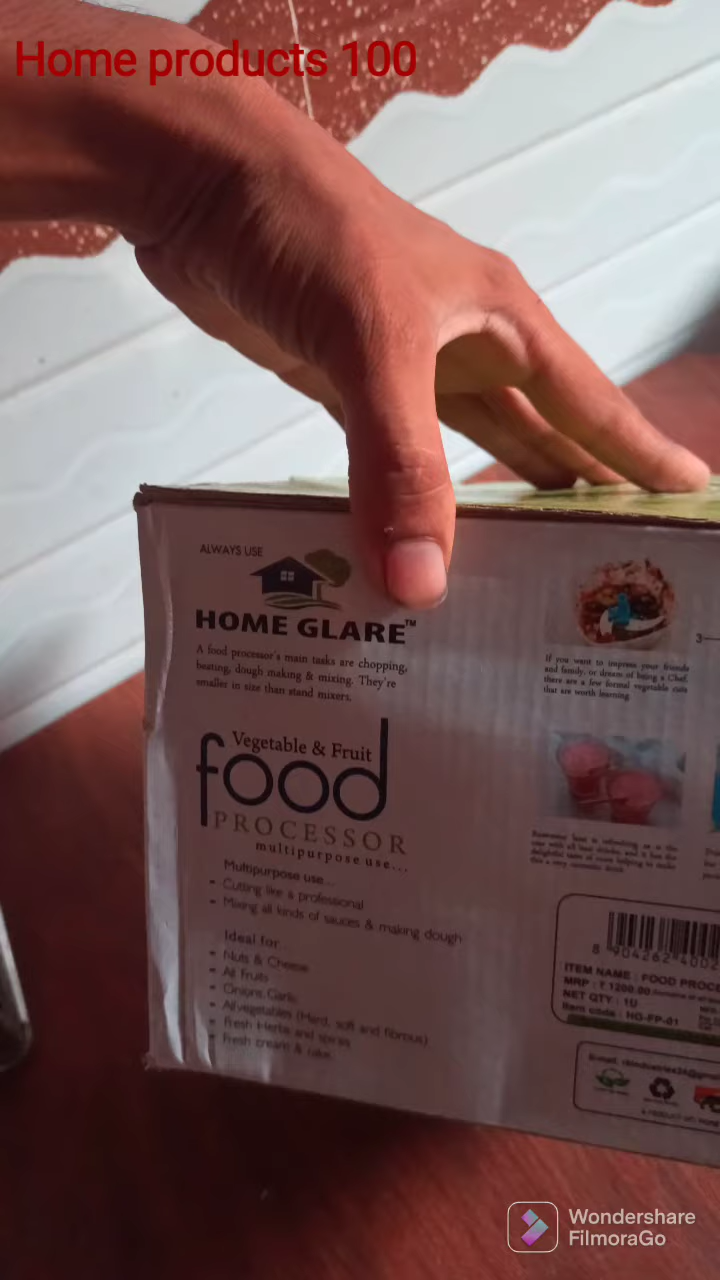 Home products 100
ALWAYS USE
HOME GLARE™
A food processor's main tasks are chopping,
beating, dough making & mixing. They're
smaller in size than stand mixers.
Vegetable & Fruit
food
PROCESSOR
multipurpose use...
Multipurpose use...
- Cutting like a professional
- Mixing all kinds of sauces & making dough
Ideal for
- Nuts & Cheese
- All fruits
- Onions, Garlic
- All vegetables (Hard, soft and fibrous)
- Fresh Herbs and
- Fresh cream &
3
If you want to impress your friends
and family, or dream of being a Chef,
there are a few formal vegetable cuts
that are worth learning
8 904262 4002
ITEM NAME : FOOD PROCE
MRP : ₹ 1200.00
NET QTY : 1U
Item code : HG-FP-01
Wondershare
FilmoraGo